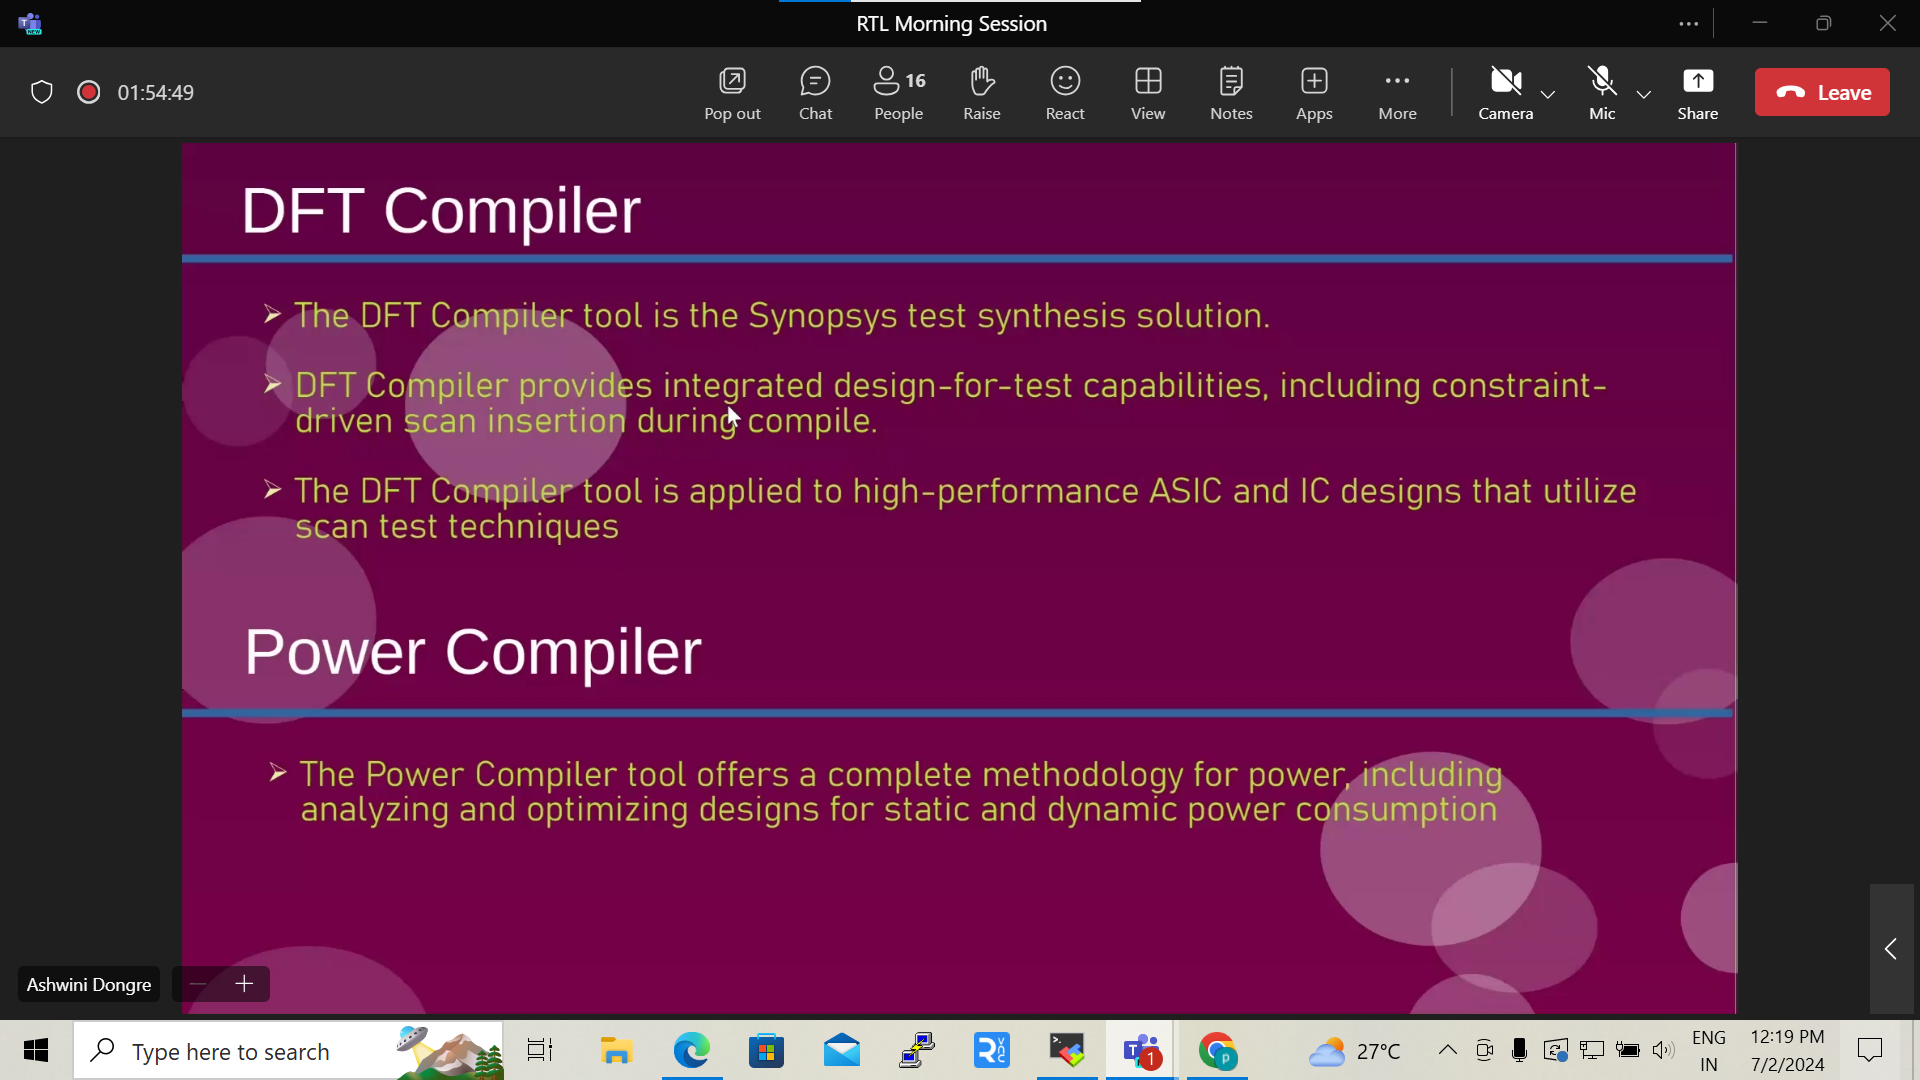 RTL Morning Session
01:54:49
Pop out
Chat
16
People
Raise
React
View
Notes
Apps
More
Camera
Mic
Share
Leave
DFT Compiler
The DFT Compiler tool is the Synopsys test synthesis solution.
DFT Compiler provides integrated design-for-test capabilities, including constraint-
driven scan insertion during compile.
The DFT Compiler tool is applied to high-performance ASIC and IC designs that utilize
scan test techniques
Power Compiler
The Power Compiler tool offers a complete methodology for power, including
analyzing and optimizing designs for static and dynamic power consumption
Ashwini Dongre
Type here to search
1
p
27°C
ENG
IN
12:19 PM
7/2/2024